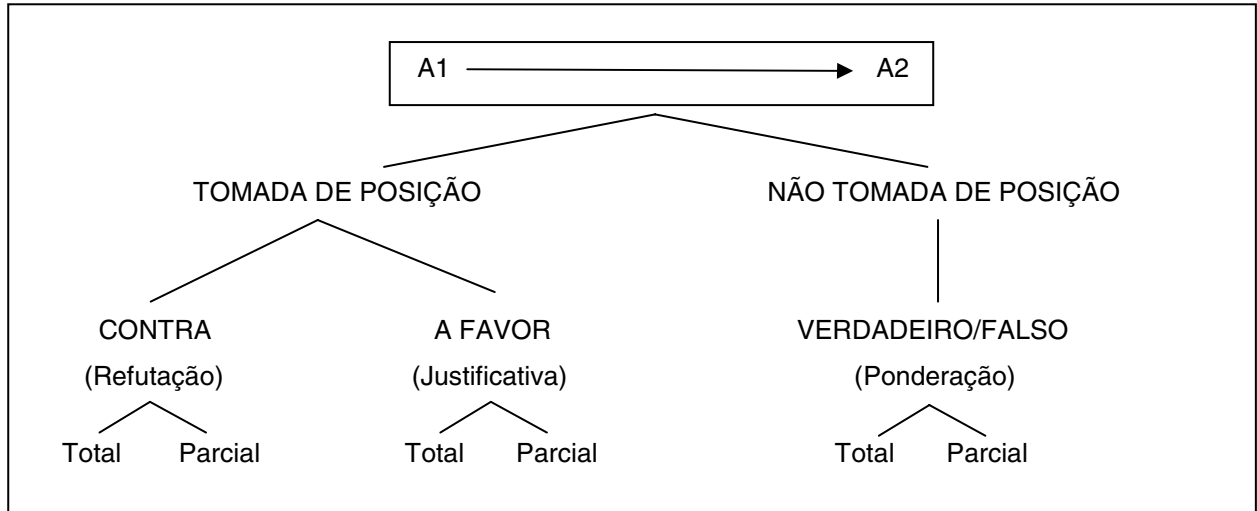 A1 A2
TOMADA DE POSIÇÃO NÃO TOMADA DE POSIÇÃO
CONTRA A FAVOR VERDADEIRO/FALSO
(Refutação) (Justificativa) (Ponderação)
Total Parcial Total Parcial Total Parcial